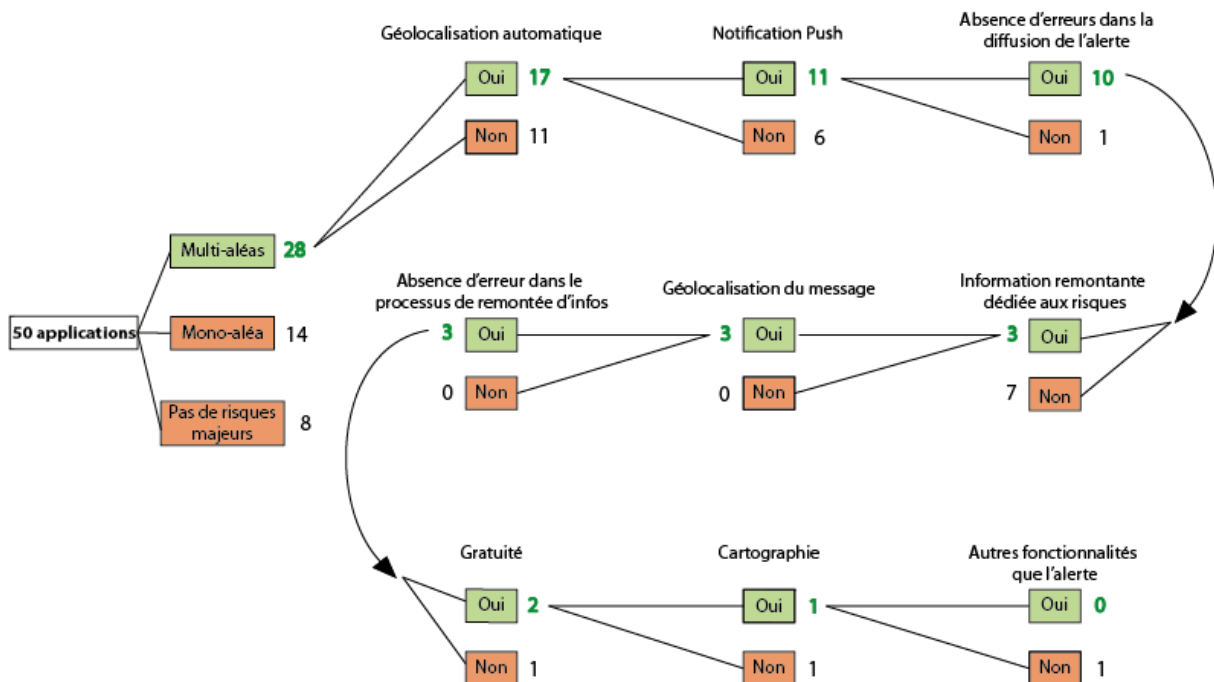 Géolocalisation automatique
Notification Push
Absence d'erreurs dans la
diffusion de l'alerte
Oui 17
Oui 11
Oui 10
Non 11
Non 6
Non 1
Multi-aléas 28
50 applications
Mono-aléa 14
Pas de risques
majeurs
8
Absence d'erreur dans le
processus de remontée d'infos
Géolocalisation du message
Information remontante
dédiée aux risques
3 Oui
3 Oui
3 Oui
0 Non
0 Non
7 Non
Gratuité
Cartographie
Autres fonctionnalités
que l'alerte
Oui 2
Oui 1
Oui 0
Non 1
Non 1
Non 1